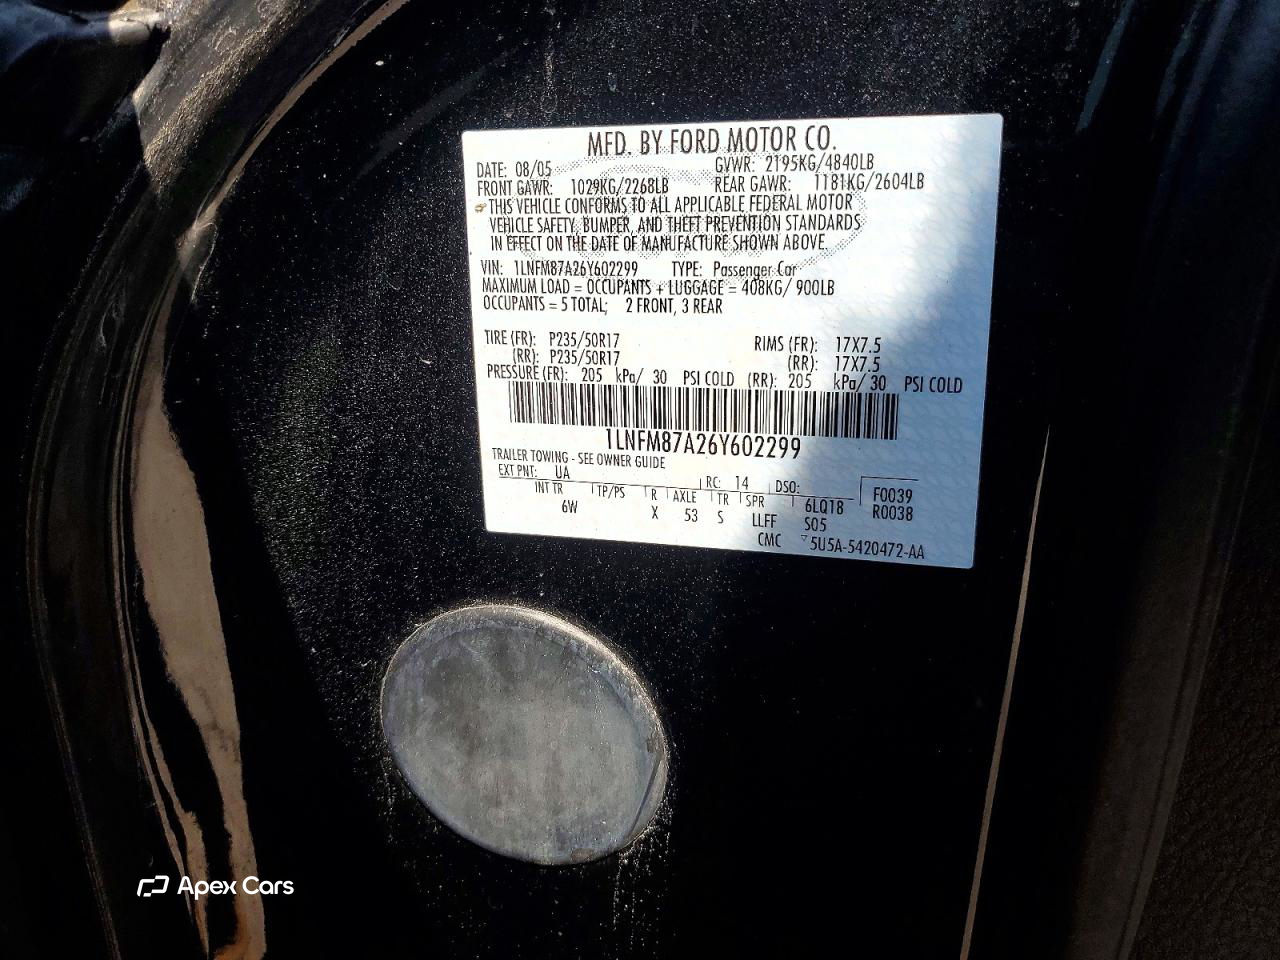 MFD. BY FORD MOTOR CO.
DATE: 08/05 GVWR: 2195KG/4840LB
FRONT GAWR: 1029KG/2268LB REAR GAWR: 1181KG/2604LB
THIS VEHICLE CONFORMS TO ALL APPLICABLE FEDERAL MOTOR
VEHICLE SAFETY, BUMPER, AND THEFT PREVENTION STANDARDS
IN EFFECT ON THE DATE OF MANUFACTURE SHOWN ABOVE.
VIN: 1LNFM87A26Y602299 TYPE: Passenger Car
MAXIMUM LOAD = OCCUPANTS + LUGGAGE = 408KG/ 900LB
OCCUPANTS = 5 TOTAL; 2 FRONT, 3 REAR
TIRE (FR): P235/50R17 RIMS (FR): 17X7.5
(RR): P235/50R17 (RR): 17X7.5
PRESSURE (FR): 205 kPa/ 30 PSI COLD (RR): 205 kPa/ 30 PSI COLD
1LNFM87A26Y602299
TRAILER TOWING - SEE OWNER GUIDE
EXT PNT: UA RC: 14 DSO:
INT TR TP/PS R AXLE TR SPR 6LQ18 F0039
6W X 53 S LLFF S05 R0038
CMC 5U5A-5420472-AA
Apex Cars